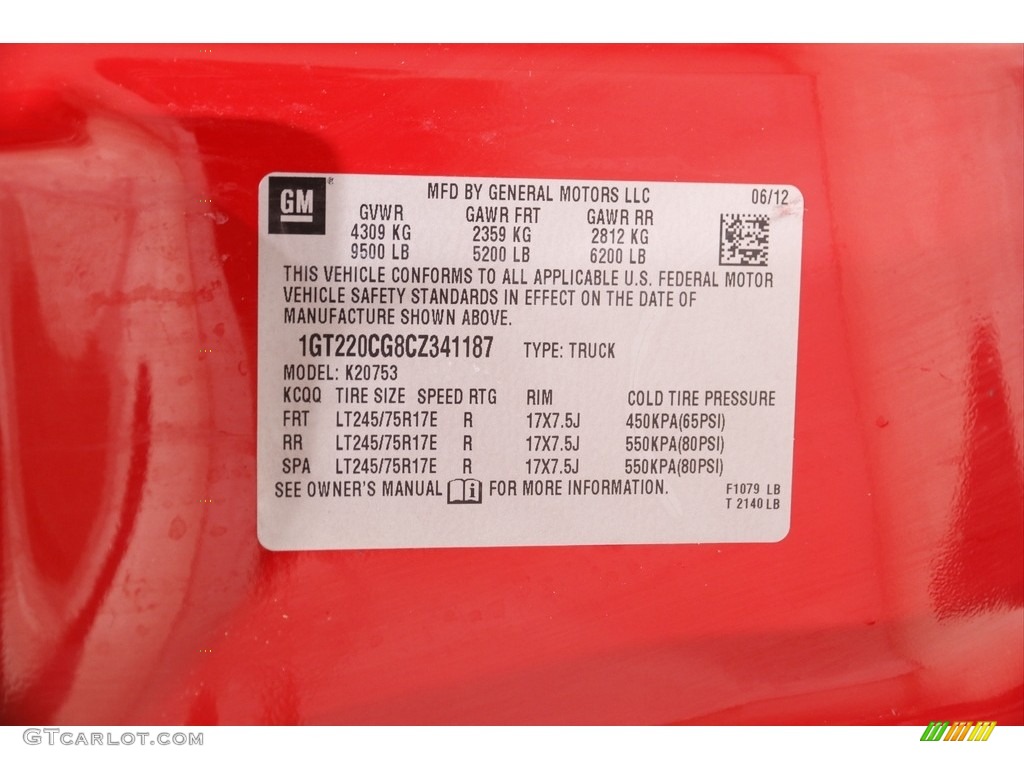 GM
MFD BY GENERAL MOTORS LLC 06/12
GVWR GAWR FRT GAWR RR
4309 KG 2359 KG 2812 KG
9500 LB 5200 LB 6200 LB
THIS VEHICLE CONFORMS TO ALL APPLICABLE U.S. FEDERAL MOTOR
VEHICLE SAFETY STANDARDS IN EFFECT ON THE DATE OF
MANUFACTURE SHOWN ABOVE.
1GT220CG8CZ341187 TYPE: TRUCK
MODEL: K20753
KCQQ TIRE SIZE SPEED RTG RIM COLD TIRE PRESSURE
FRT LT245/75R17E R 17X7.5J 450KPA(65PSI)
RR LT245/75R17E R 17X7.5J 550KPA(80PSI)
SPA LT245/75R17E R 17X7.5J 550KPA(80PSI)
SEE OWNER'S MANUAL FOR MORE INFORMATION.
F1079 LB
T 2140 LB
GTcarlot.com